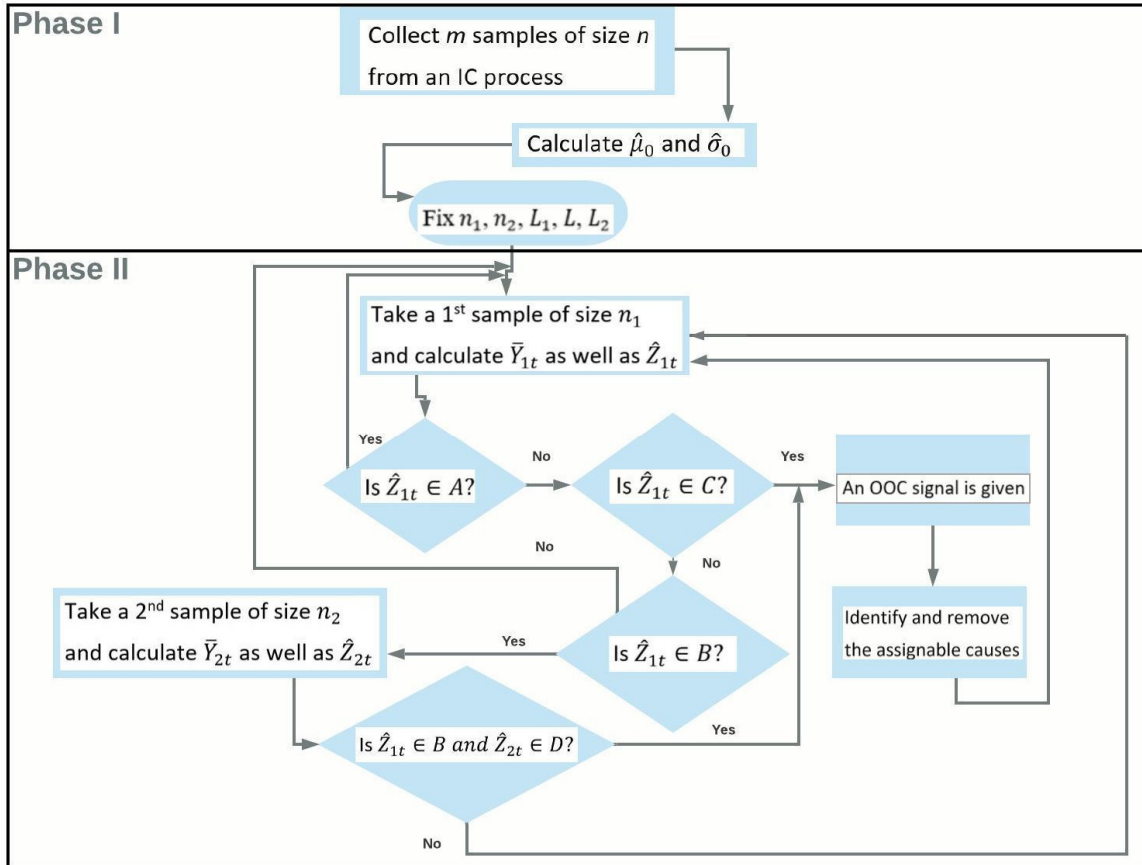 Phase I
Collect m samples of size n
from an IC process
Calculate μ̂₀ and σ̂₀
Fix n₁, n₂, L₁, L, L₂
Phase II
Take a 1ˢᵗ sample of size n₁
and calculate Ȳ₁ₜ as well as Ẑ₁ₜ
Yes
Is Ẑ₁ₜ ∈ A?
No
Is Ẑ₁ₜ ∈ C?
Yes
An OOC signal is given
No
No
Take a 2ⁿᵈ sample of size n₂
and calculate Ȳ₂ₜ as well as Ẑ₂ₜ
Yes
Is Ẑ₁ₜ ∈ B?
Identify and remove
the assignable causes
Is Ẑ₁ₜ ∈ B and Ẑ₂ₜ ∈ D?
Yes
No